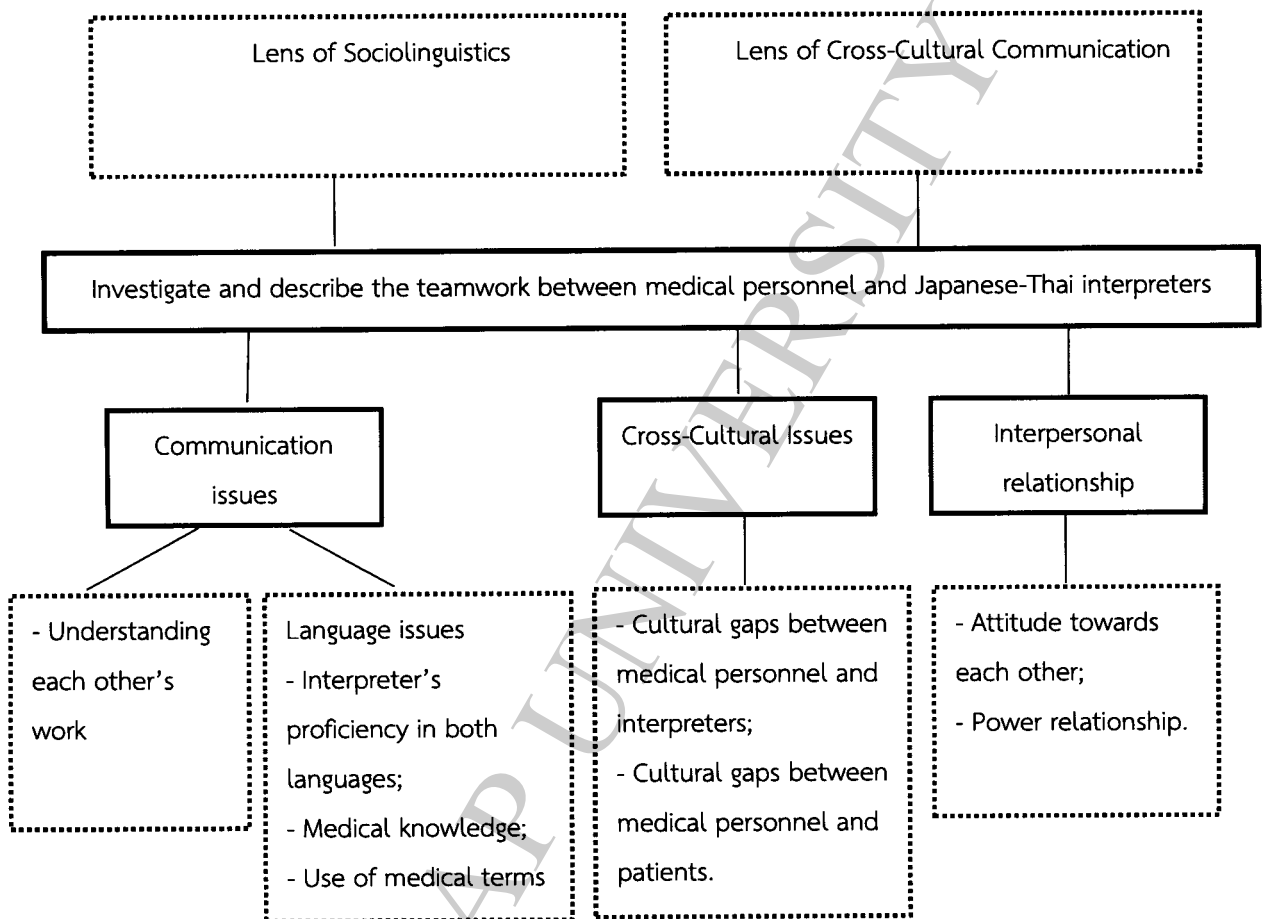 Lens of Sociolinguistics
Lens of Cross-Cultural Communication
Investigate and describe the teamwork between medical personnel and Japanese-Thai interpreters
Communication
issues
Cross-Cultural Issues
Interpersonal
relationship
- Understanding
each other's
work
Language issues
- Interpreter's
proficiency in both
languages;
- Medical knowledge;
- Use of medical terms
- Cultural gaps between
medical personnel and
interpreters;
- Cultural gaps between
medical personnel and
patients.
- Attitude towards
each other;
- Power relationship.
AP UNIVERSITY